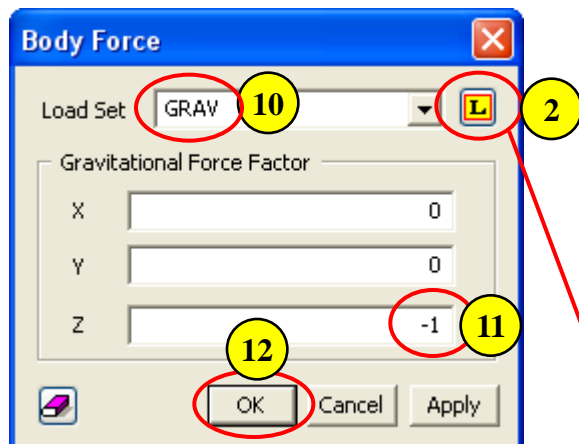 Body Force
Load Set GRAV 10 L 2
Gravitational Force Factor
X 0
Y 0
Z -1 11
12
OK Cancel Apply